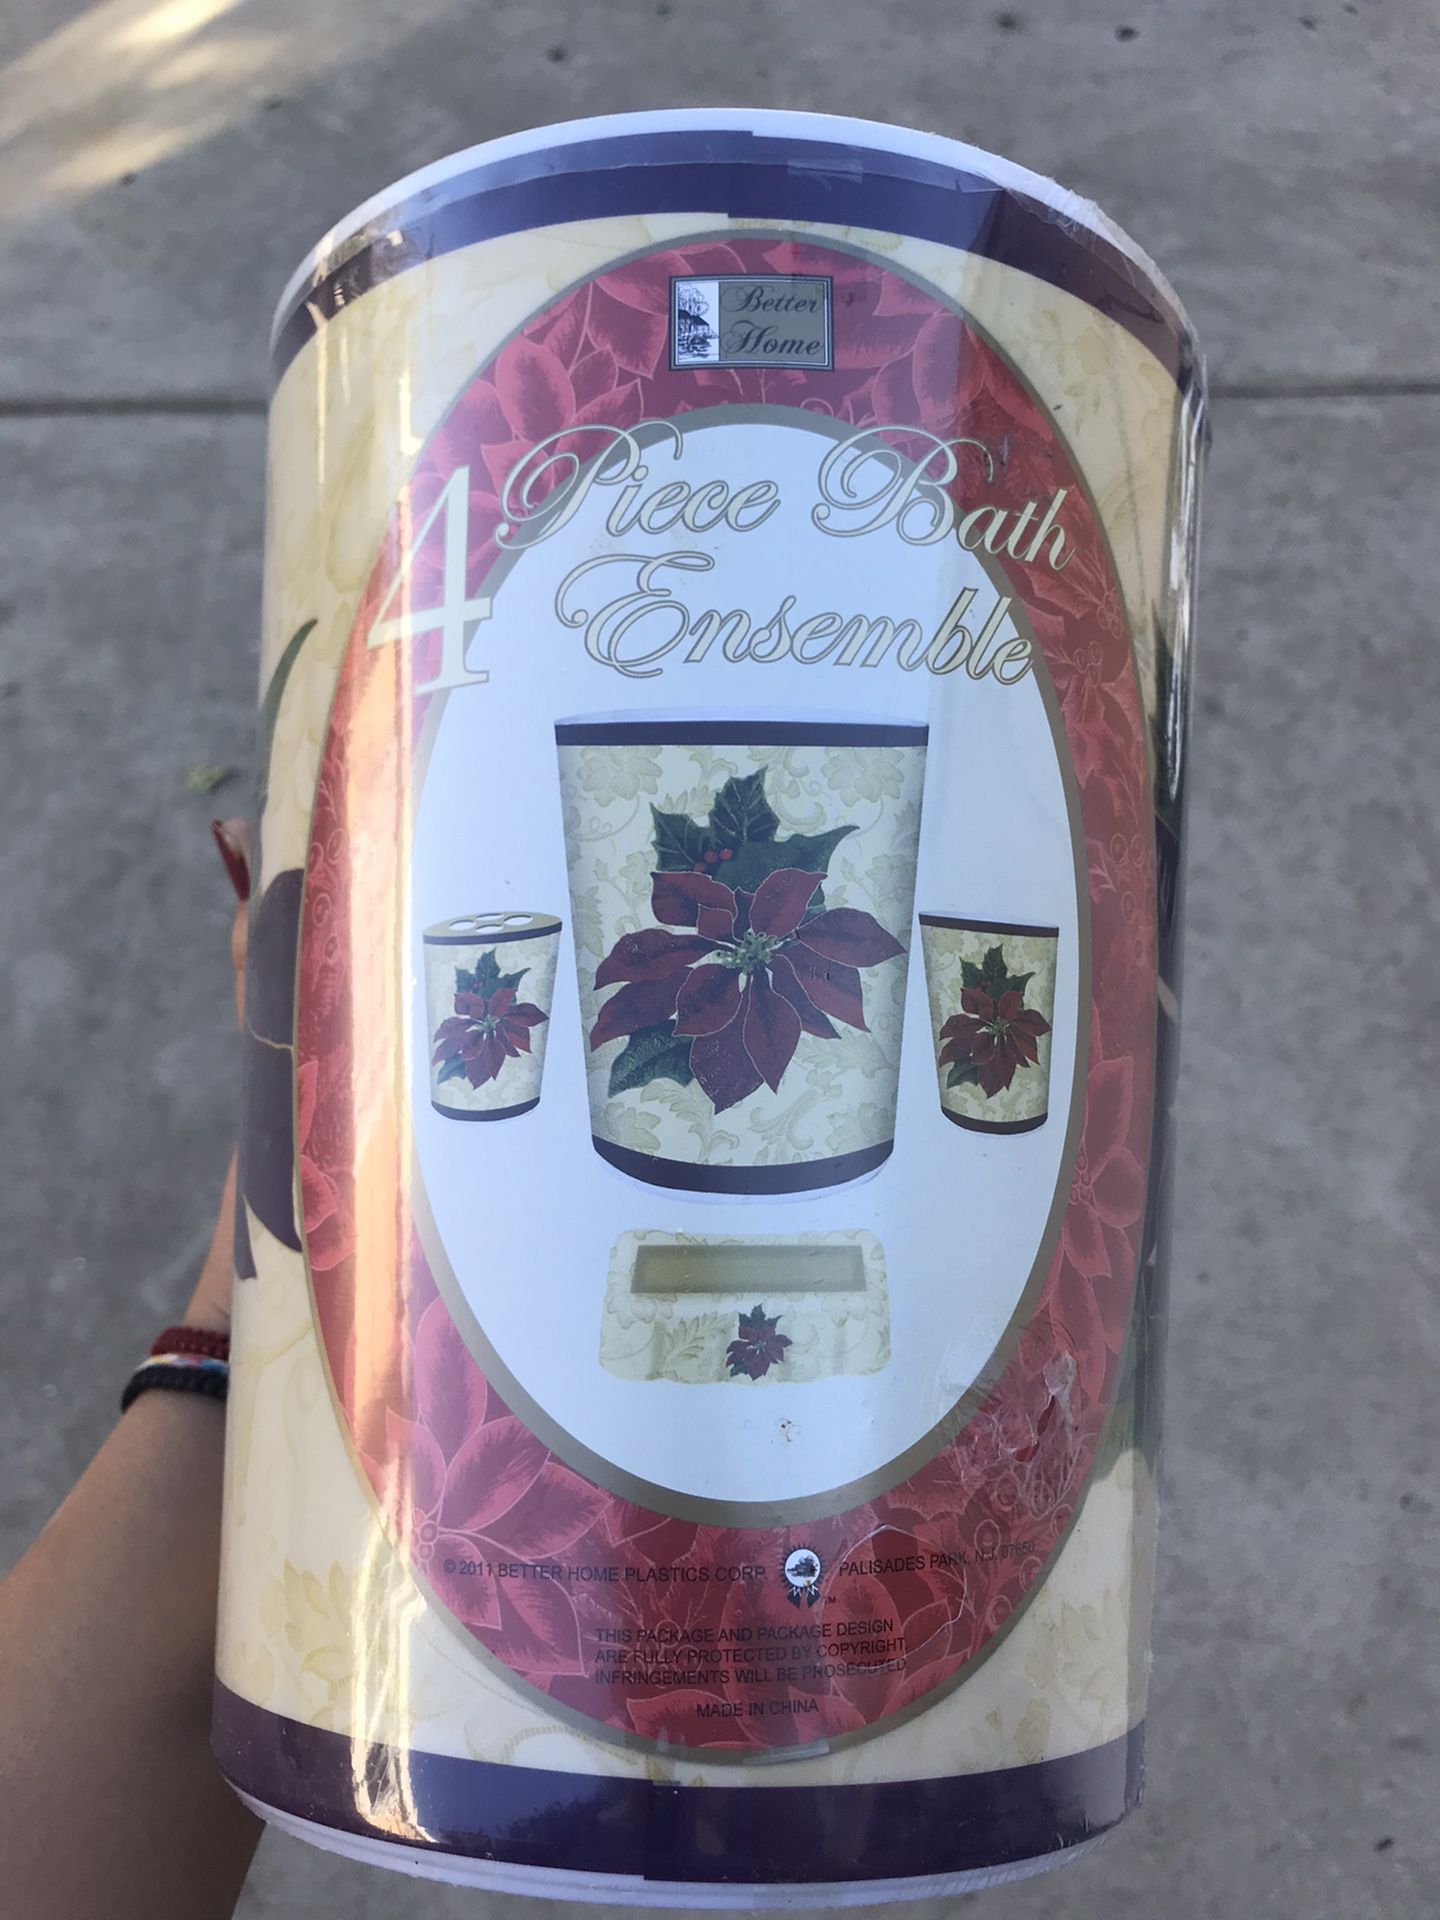 Better
Home
4 Piece Bath
Ensemble
© 2011 BETTER HOME PLASTICS CORP. PALISADES PARK, N.J. 07650
TM
THIS PACKAGE AND PACKAGE DESIGN
ARE FULLY PROTECTED BY COPYRIGHT.
INFRINGEMENTS WILL BE PROSECUTED.
MADE IN CHINA